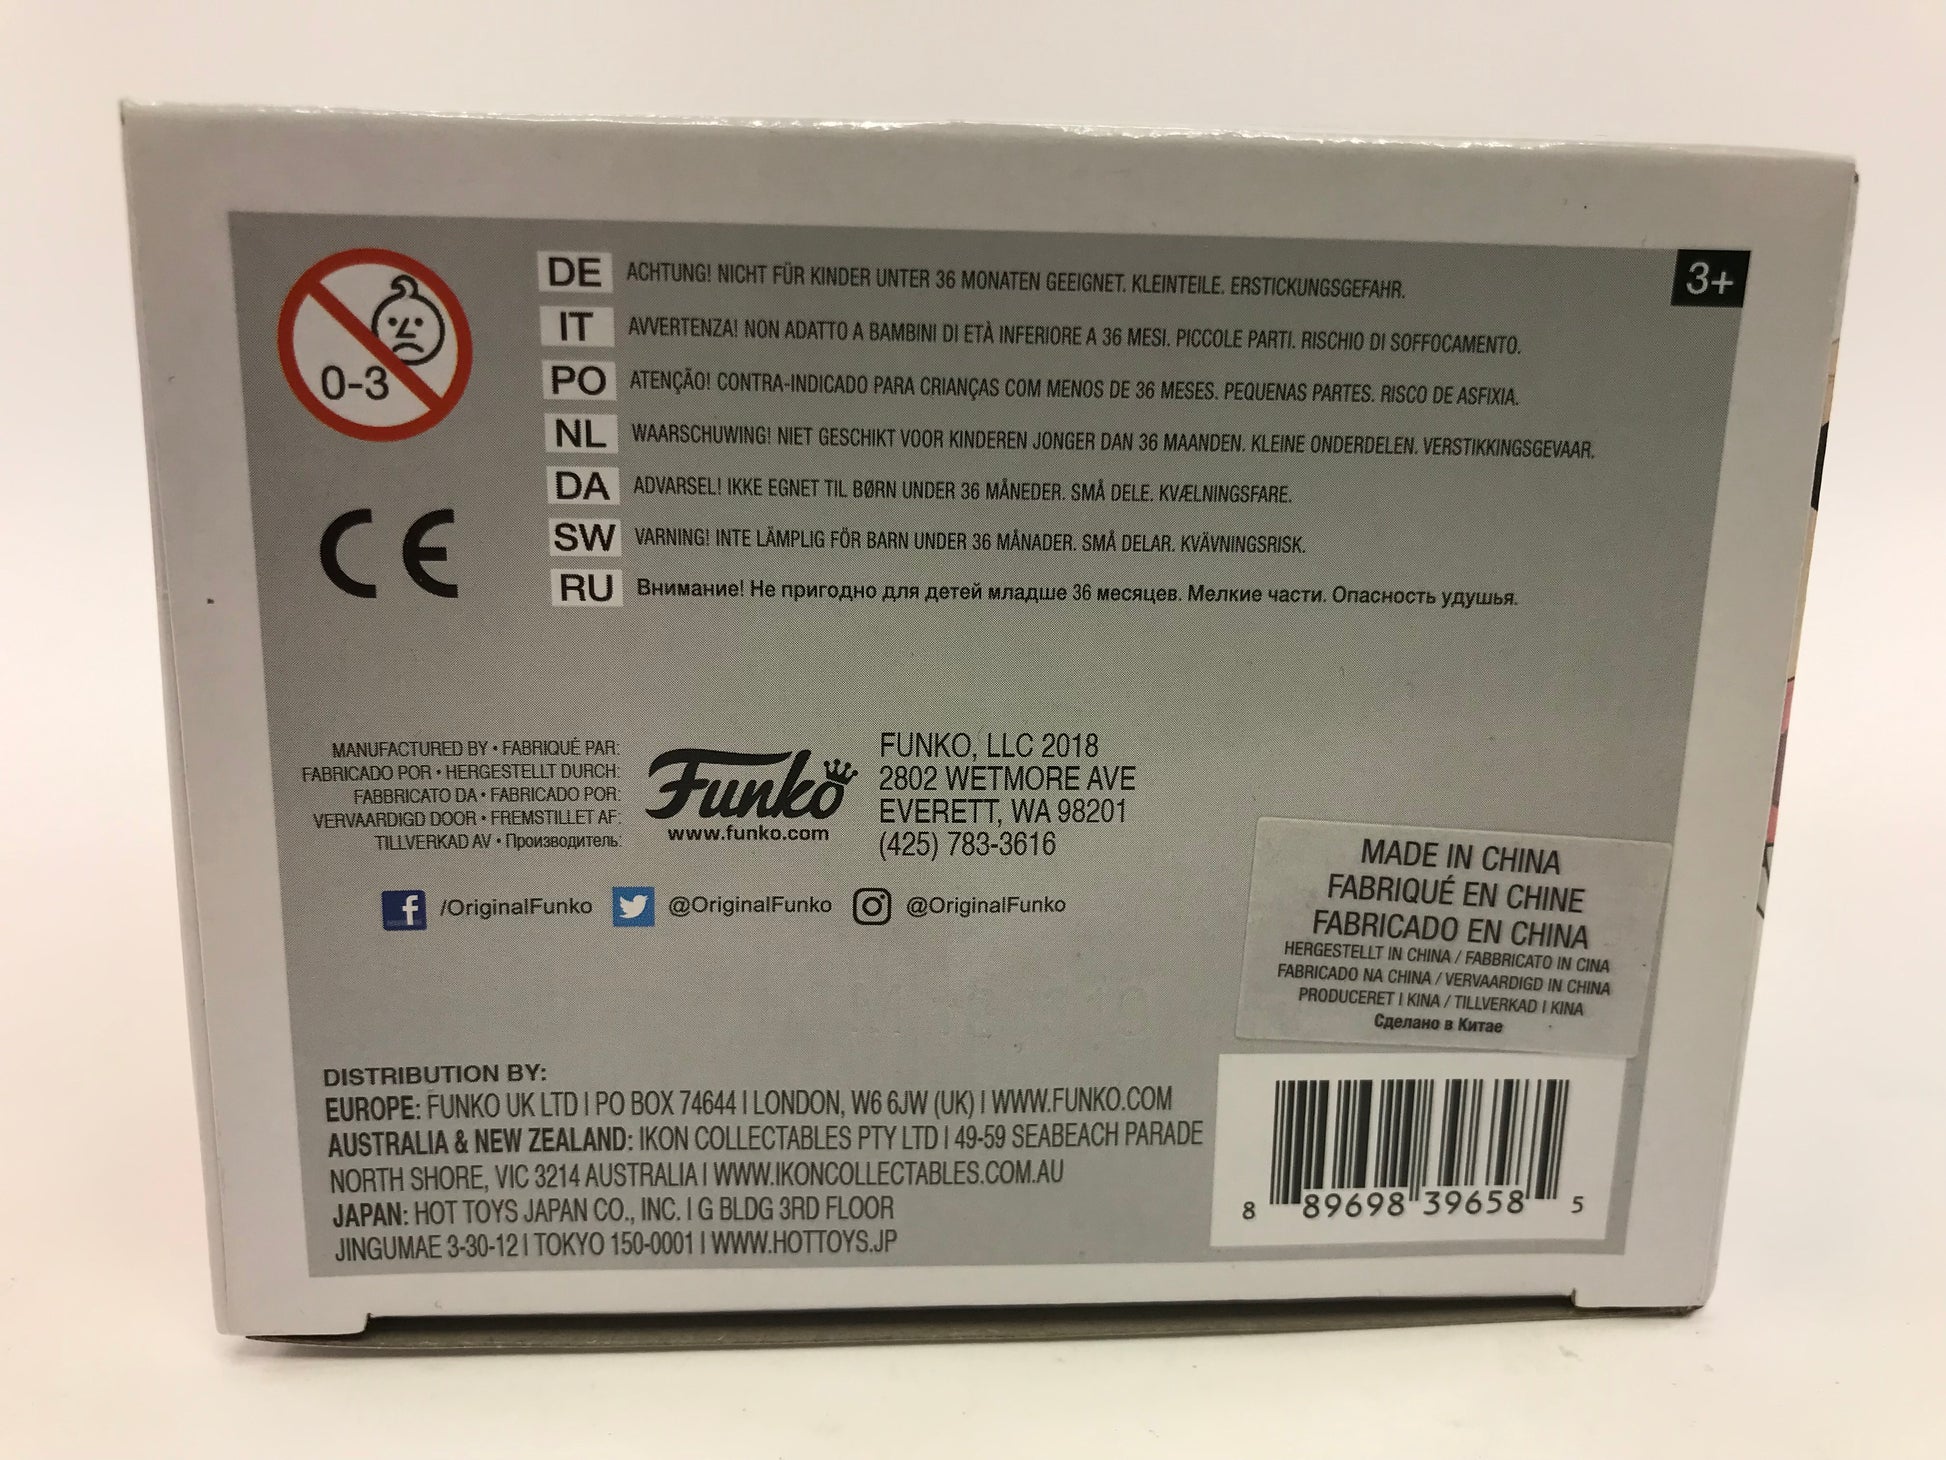 0-3
3+
DE ACHTUNG! NICHT FÜR KINDER UNTER 36 MONATEN GEEIGNET. KLEINTEILE. ERSTICKUNGSGEFAHR.
IT AVVERTENZA! NON ADATTO A BAMBINI DI ETÀ INFERIORE A 36 MESI. PICCOLE PARTI. RISCHIO DI SOFFOCAMENTO.
PO ATENÇÃO! CONTRA-INDICADO PARA CRIANÇAS COM MENOS DE 36 MESES. PEQUENAS PARTES. RISCO DE ASFIXIA.
NL WAARSCHUWING! NIET GESCHIKT VOOR KINDEREN JONGER DAN 36 MAANDEN. KLEINE ONDERDELEN. VERSTIKKINGSGEVAAR.
DA ADVARSEL! IKKE EGNET TIL BØRN UNDER 36 MÅNEDER. SMÅ DELE. KVÆLNINGSFARE.
SW VARNING! INTE LÄMPLIG FÖR BARN UNDER 36 MÅNADER. SMÅ DELAR. KVÄVNINGSRISK.
RU Внимание! Не пригодно для детей младше 36 месяцев. Мелкие части. Опасность удушья.
CE
MANUFACTURED BY • FABRIQUÉ PAR:
FABRICADO POR • HERGESTELLT DURCH:
FABBRICATO DA • FABRICADO POR:
VERVAARDIGD DOOR • FREMSTILLET AF:
TILLVERKAD AV • Производитель:
Funko
www.funko.com
FUNKO, LLC 2018
2802 WETMORE AVE
EVERETT, WA 98201
(425) 783-3616
/OriginalFunko @OriginalFunko @OriginalFunko
MADE IN CHINA
FABRIQUÉ EN CHINE
FABRICADO EN CHINA
HERGESTELLT IN CHINA / FABBRICATO IN CINA
FABRICADO NA CHINA / VERVAARDIGD IN CHINA
PRODUCERET I KINA / TILLVERKAD I KINA
Сделано в Китае
DISTRIBUTION BY:
EUROPE: FUNKO UK LTD | PO BOX 74644 | LONDON, W6 6JW (UK) | WWW.FUNKO.COM
AUSTRALIA & NEW ZEALAND: IKON COLLECTABLES PTY LTD | 49-59 SEABEACH PARADE
NORTH SHORE, VIC 3214 AUSTRALIA | WWW.IKONCOLLECTABLES.COM.AU
JAPAN: HOT TOYS JAPAN CO., INC. | G BLDG 3RD FLOOR
JINGUMAE 3-30-12 | TOKYO 150-0001 | WWW.HOTTOYS.JP
8 89698 39658 5